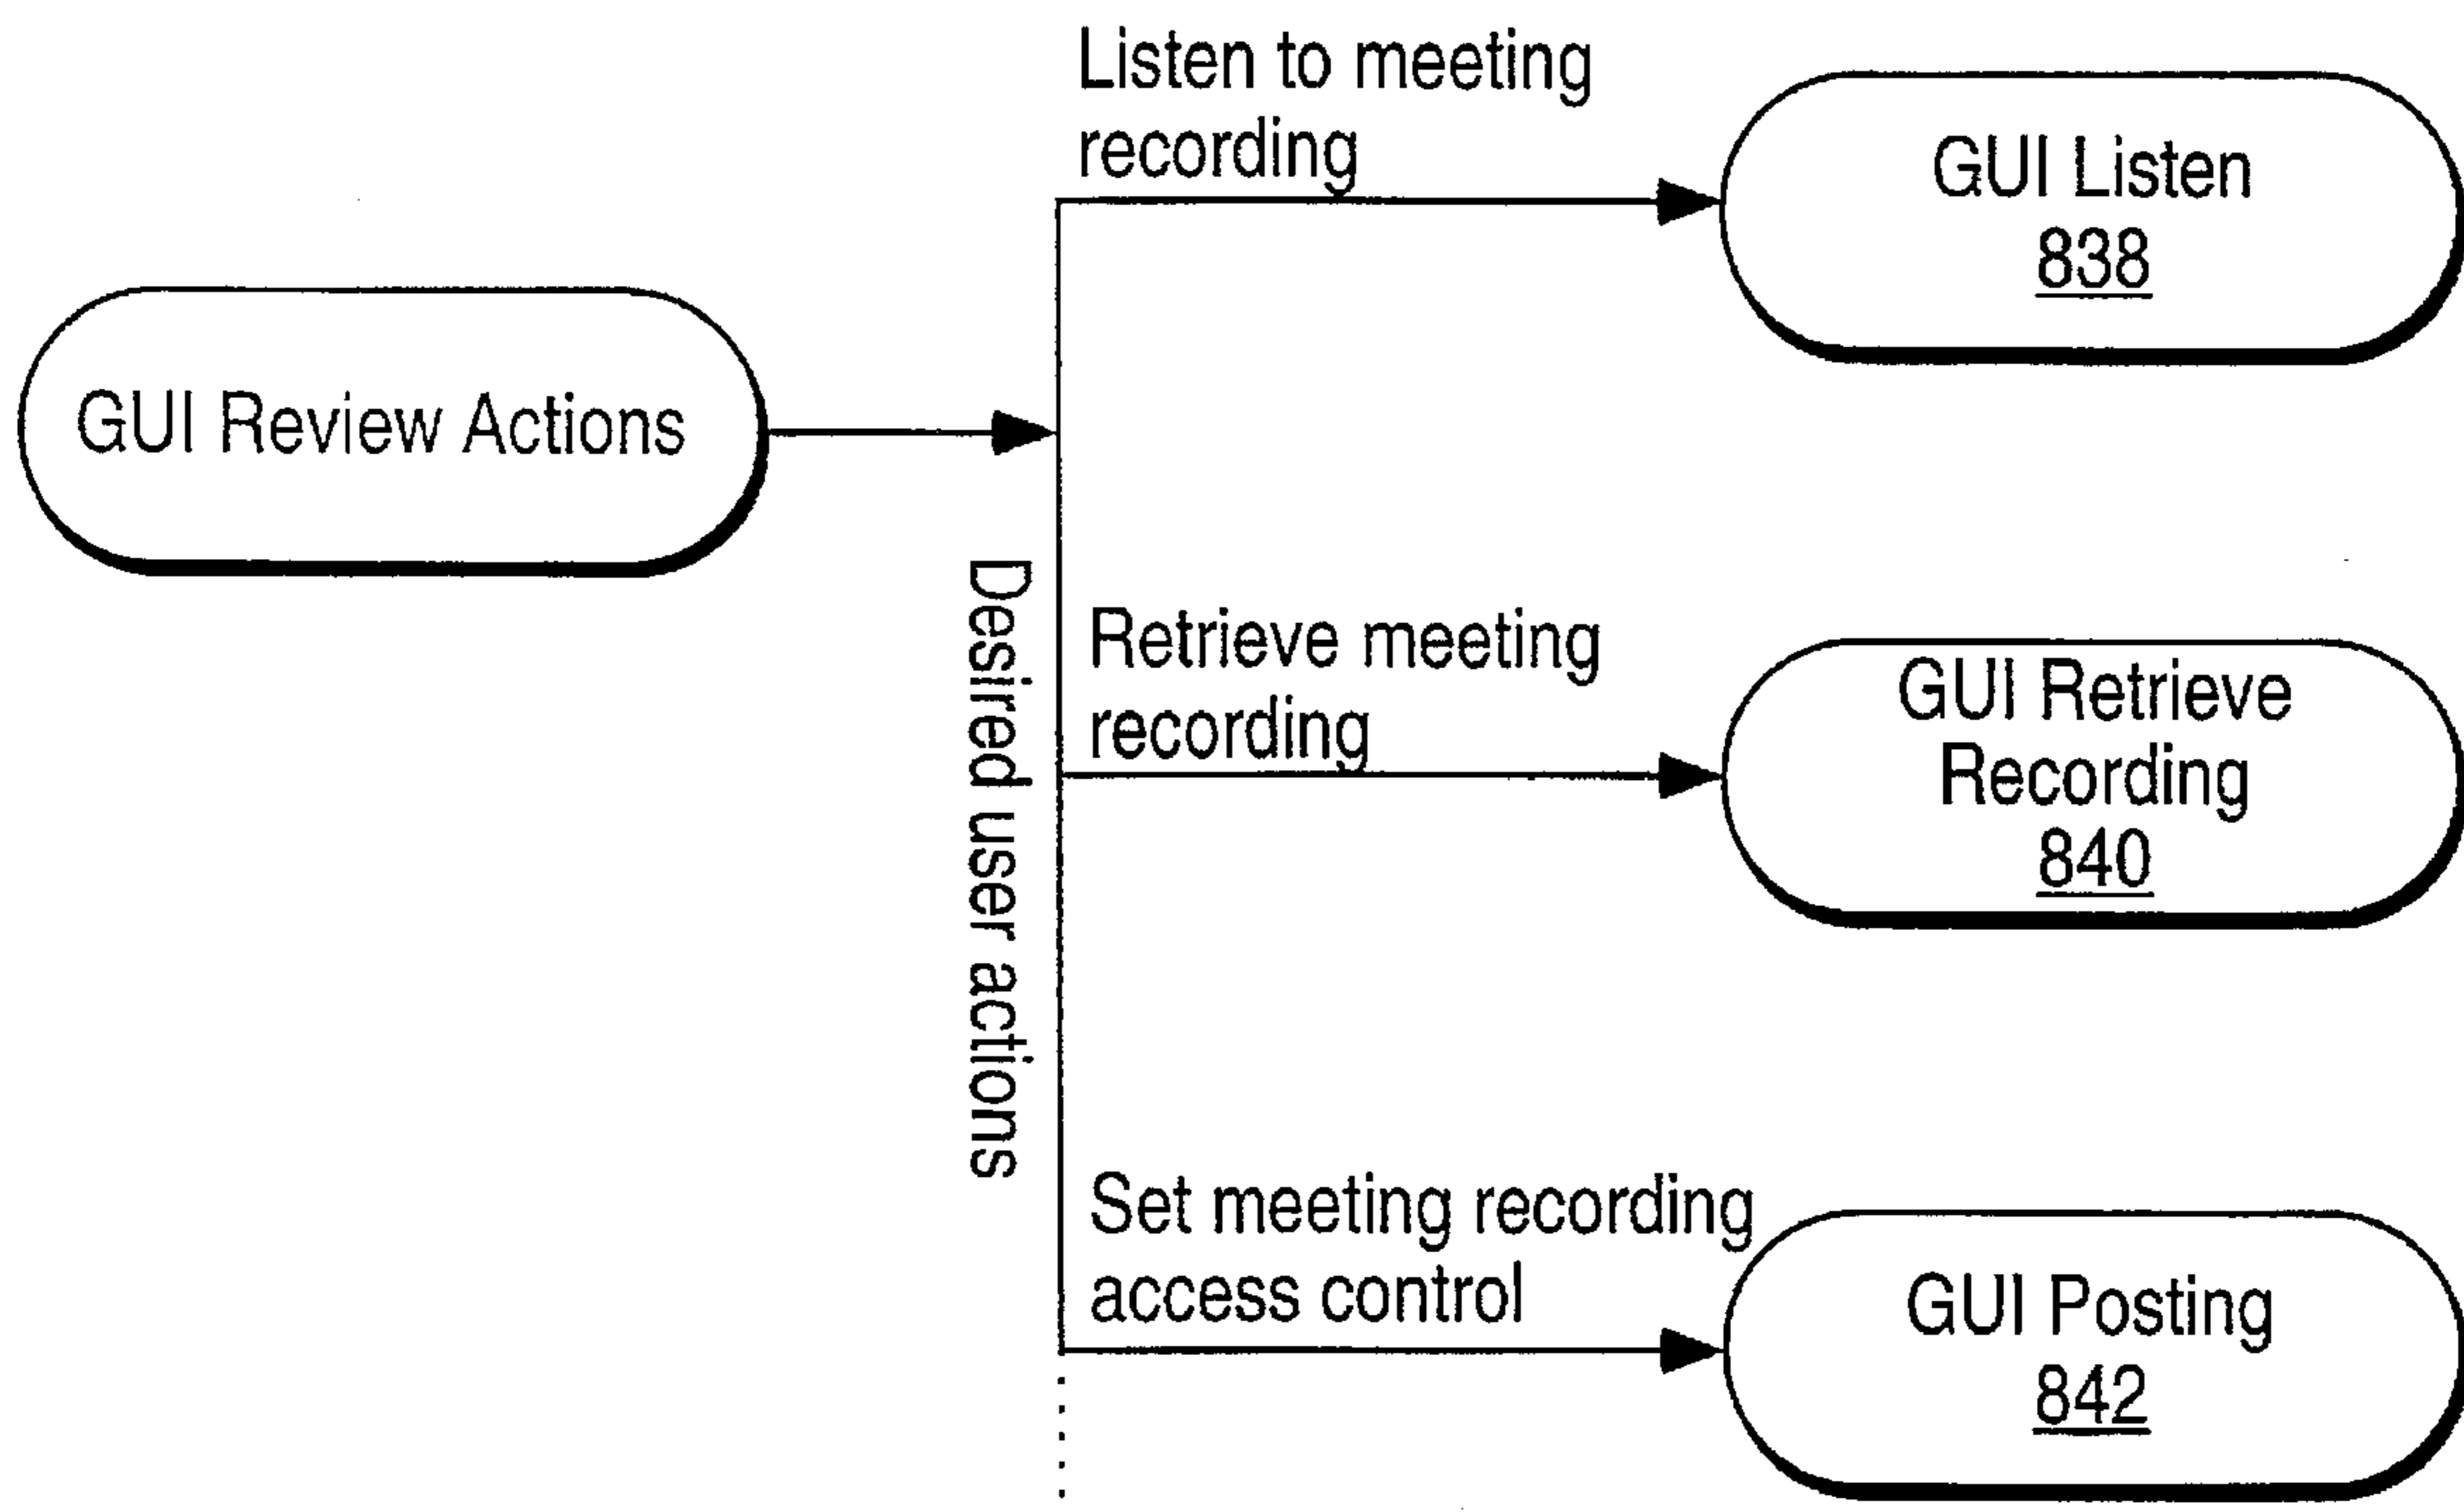 Listen to meeting
recording
GUI Listen
838
GUI Review Actions
Desired user actions
Retrieve meeting
recording
GUI Retrieve
Recording
840
Set meeting recording
access control
GUI Posting
842